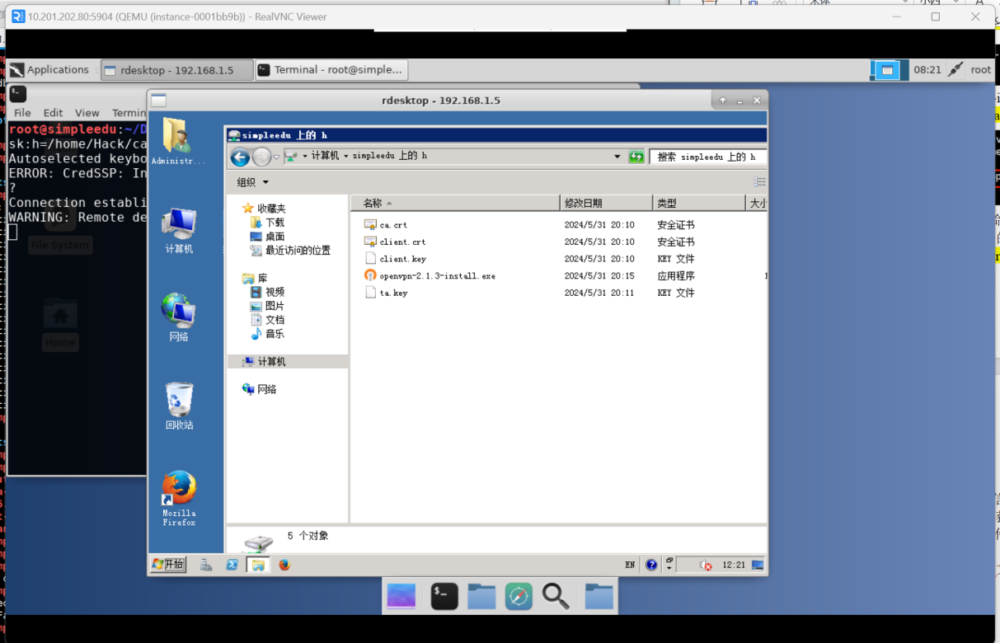 10.201.202.80:5904 (QEMU (instance-0001bb9b)) - RealVNC Viewer
Applications
rdesktop - 192.168.1.5
Terminal - root@simple...
08:21
root
rdesktop - 192.168.1.5
File Edit View Termin
root@simpleedu:~/D
sk:h=/home/Hack/ca
Autoselected keybo
ERROR: CredSSP: In
?
Connection establi
WARNING: Remote de
File System
Home
Administr...
计算机
网络
回收站
Mozilla
Firefox
simpleedu 上的 h
计算机 simpleedu 上的 h
搜索 simpleedu 上的 h
组织
收藏夹
下载
桌面
最近访问的位置
库
视频
图片
文档
音乐
计算机
网络
名称 修改日期 类型 大小
ca.crt 2024/5/31 20:10 安全证书
client.crt 2024/5/31 20:10 安全证书
client.key 2024/5/31 20:10 KEY 文件
openvpn-2.1.3-install.exe 2024/5/31 20:15 应用程序
ta.key 2024/5/31 20:11 KEY 文件
5 个对象
开始
EN
12:21